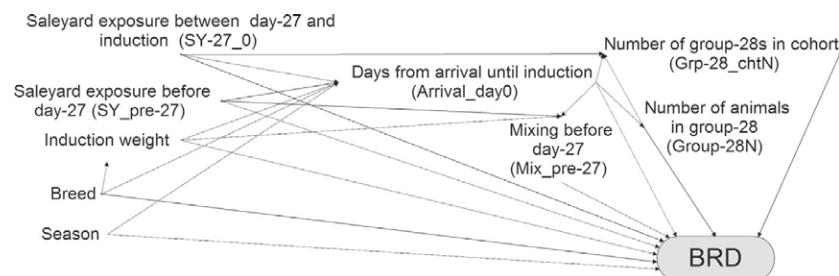 Saleyard exposure between day-27 and
induction (SY-27_0)
Number of group-28s in cohort
(Grp-28_chtN)
Days from arrival until induction
(Arrival_day0)
Saleyard exposure before
day-27 (SY_pre-27)
Number of animals
in group-28
(Group-28N)
Mixing before
day-27
(Mix_pre-27)
Induction weight
Breed
Season
BRD